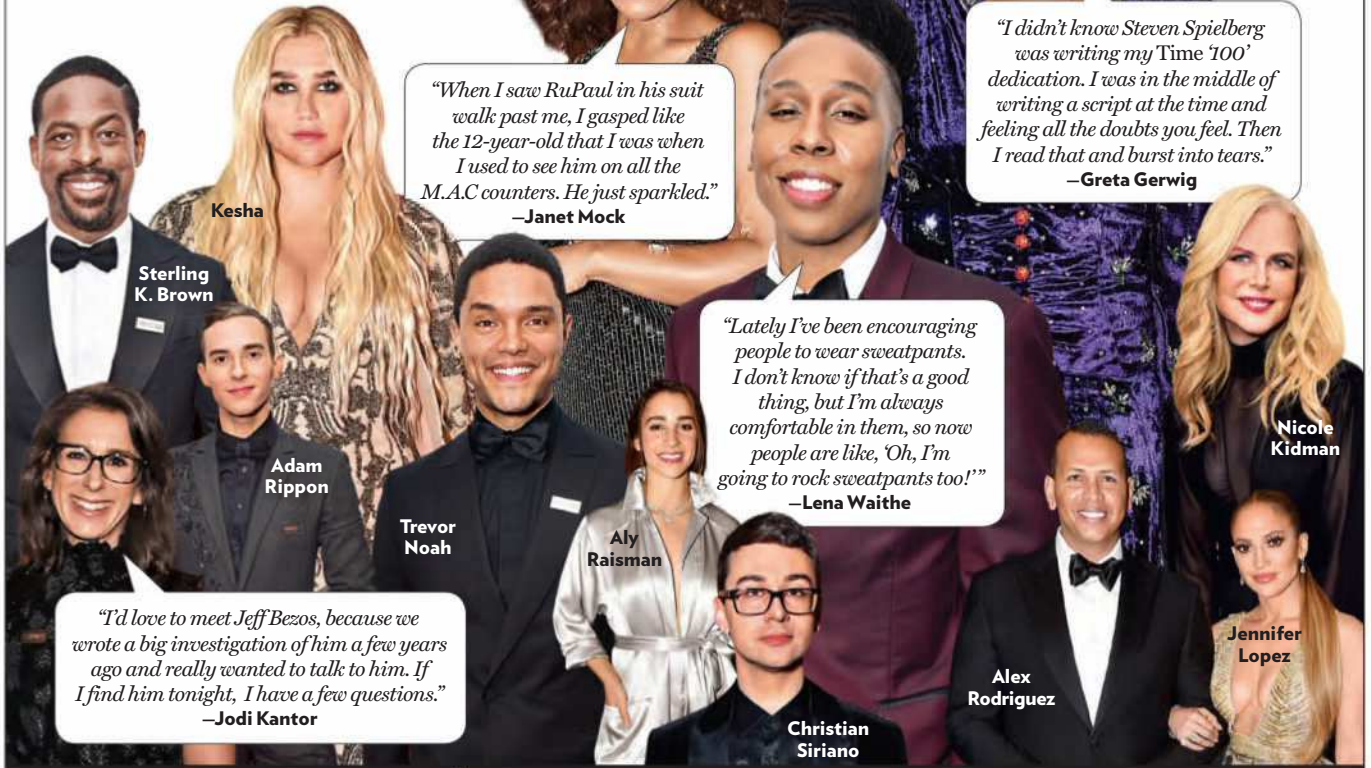 “I didn’t know Steven Spielberg
was writing my Time ‘100’
dedication. I was in the middle of
writing a script at the time and
feeling all the doubts you feel. Then
I read that and burst into tears.”
—Greta Gerwig
“When I saw RuPaul in his suit
walk past me, I gasped like
the 12-year-old that I was when
I used to see him on all the
M.A.C counters. He just sparkled.”
—Janet Mock
Kesha
Sterling
K. Brown
“Lately I’ve been encouraging
people to wear sweatpants.
I don’t know if that’s a good
thing, but I’m always
comfortable in them, so now
people are like, ‘Oh, I’m
going to rock sweatpants too!’”
—Lena Waithe
Nicole
Kidman
Adam
Rippon
Trevor
Noah
Aly
Raisman
“I’d love to meet Jeff Bezos, because we
wrote a big investigation of him a few years
ago and really wanted to talk to him. If
I find him tonight, I have a few questions.”
—Jodi Kantor
Jennifer
Lopez
Alex
Rodriguez
Christian
Siriano